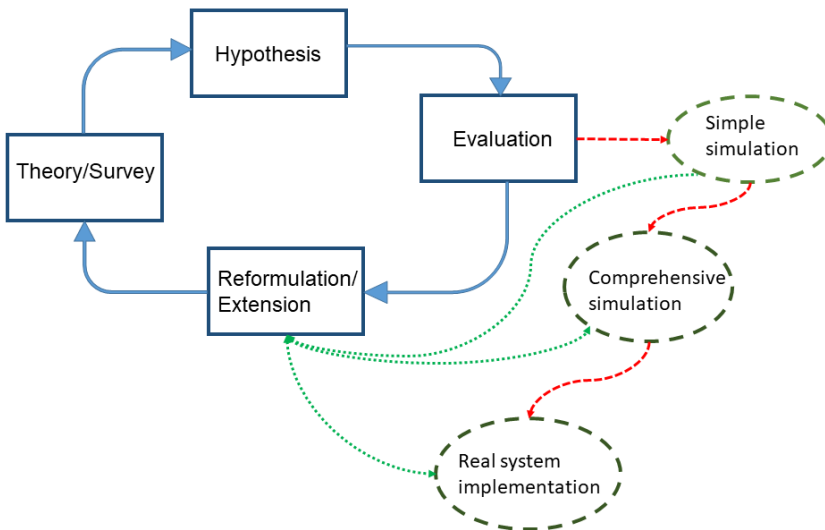 Hypothesis
Evaluation
Simple
simulation
Theory/Survey
Reformulation/
Extension
Comprehensive
simulation
Real system
implementation